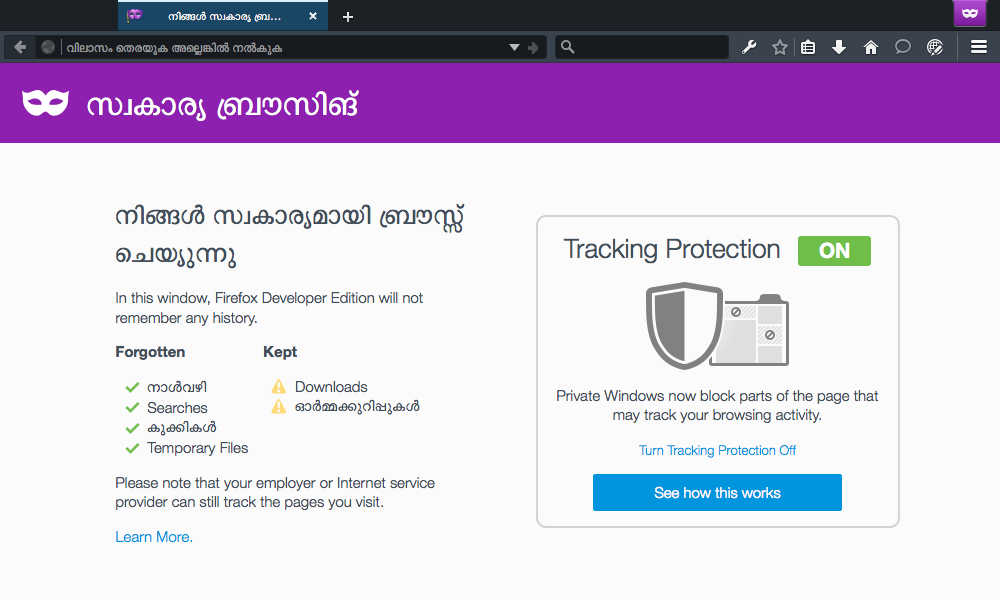 നിങ്ങൾ സ്വകാര്യ ബ്ര...
വിലാസം തെരയുക അല്ലെങ്കിൽ നൽകുക
സ്വകാര്യ ബ്രൗസിങ്
നിങ്ങൾ സ്വകാര്യമായി ബ്രൗസ്സ്
ചെയ്യുന്നു
In this window, Firefox Developer Edition will not
remember any history.
Forgotten
നാൾവഴി
Searches
കുക്കികൾ
Temporary Files
Kept
Downloads
ഓർമ്മക്കുറിപ്പുകൾ
Please note that your employer or Internet service
provider can still track the pages you visit.
Learn More.
Tracking Protection ON
Private Windows now block parts of the page that
may track your browsing activity.
Turn Tracking Protection Off
See how this works